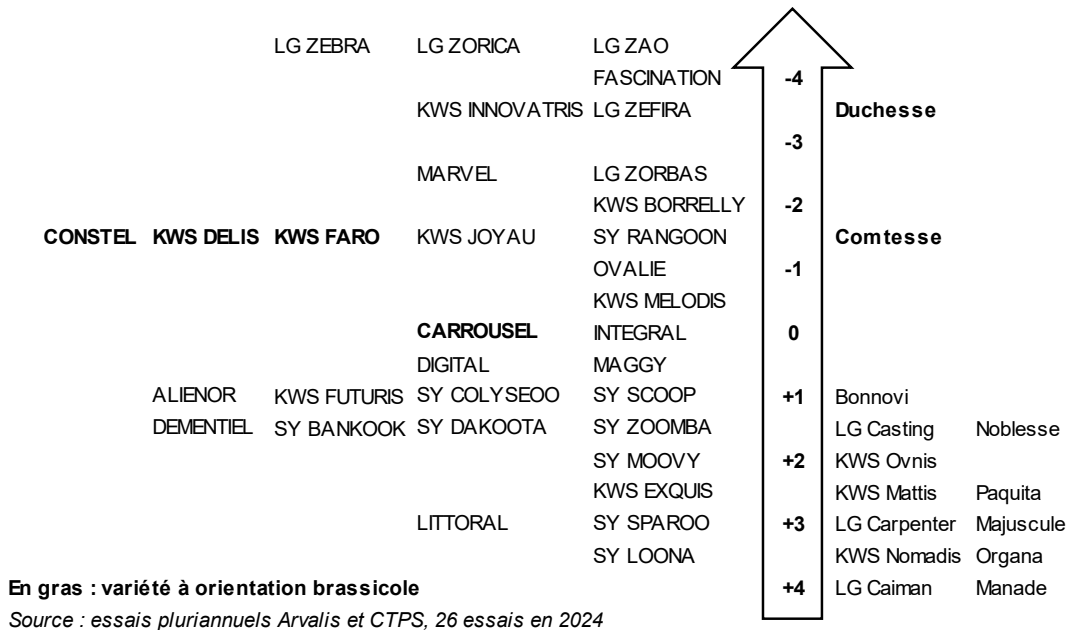 LG ZEBRA LG ZORICA LG ZAO
FASCINATION -4
KWS INNOVATRIS LG ZEFIRA Duchesse
-3
MARVEL LG ZORBAS
KWS BORRELLY -2
CONSTEL KWS DELIS KWS FARO KWS JOYAU SY RANGOON Comtesse
OVALIE -1
KWS MELODIS
CARROUSEL INTEGRAL 0
DIGITAL MAGGY
ALIENOR KWS FUTURIS SY COLYSEOO SY SCOOP +1 Bonnovi
DEMENTIEL SY BANKOOK SY DAKOOTA SY ZOOMBA LG Casting Noblesse
SY MOOVY +2 KWS Ovnis
KWS EXQUIS KWS Mattis Paquita
LITTORAL SY SPAROO +3 LG Carpenter Majuscule
SY LOONA KWS Nomadis Organa
En gras : variété à orientation brassicole +4 LG Caiman Manade
Source : essais pluriannuels Arvalis et CTPS, 26 essais en 2024